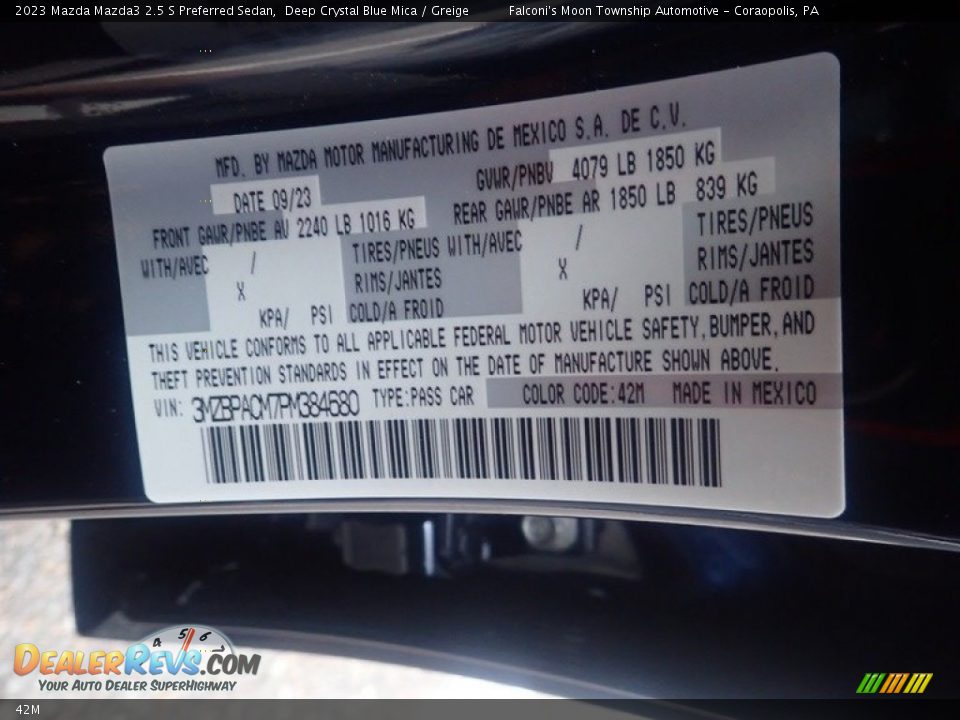 2023 Mazda Mazda3 2.5 S Preferred Sedan, Deep Crystal Blue Mica / Greige Falconi's Moon Township Automotive - Coraopolis, PA
MFD. BY MAZDA MOTOR MANUFACTURING DE MEXICO S.A. DE C.V.
DATE 09/23 GVWR/PNBV 4079 LB 1850 KG
FRONT GAWR/PNBE AV 2240 LB 1016 KG REAR GAWR/PNBE AR 1850 LB 839 KG
WITH/AVEC / TIRES/PNEUS WITH/AVEC / TIRES/PNEUS
X RIMS/JANTES X RIMS/JANTES
KPA/ PSI COLD/A FROID KPA/ PSI COLD/A FROID
THIS VEHICLE CONFORMS TO ALL APPLICABLE FEDERAL MOTOR VEHICLE SAFETY, BUMPER, AND
THEFT PREVENTION STANDARDS IN EFFECT ON THE DATE OF MANUFACTURE SHOWN ABOVE.
VIN: 3MZBPACM7PM384680 TYPE:PASS CAR COLOR CODE:42M MADE IN MEXICO
4 5 6
DEALERREVS.COM
YOUR AUTO DEALER SUPERHIGHWAY
42M